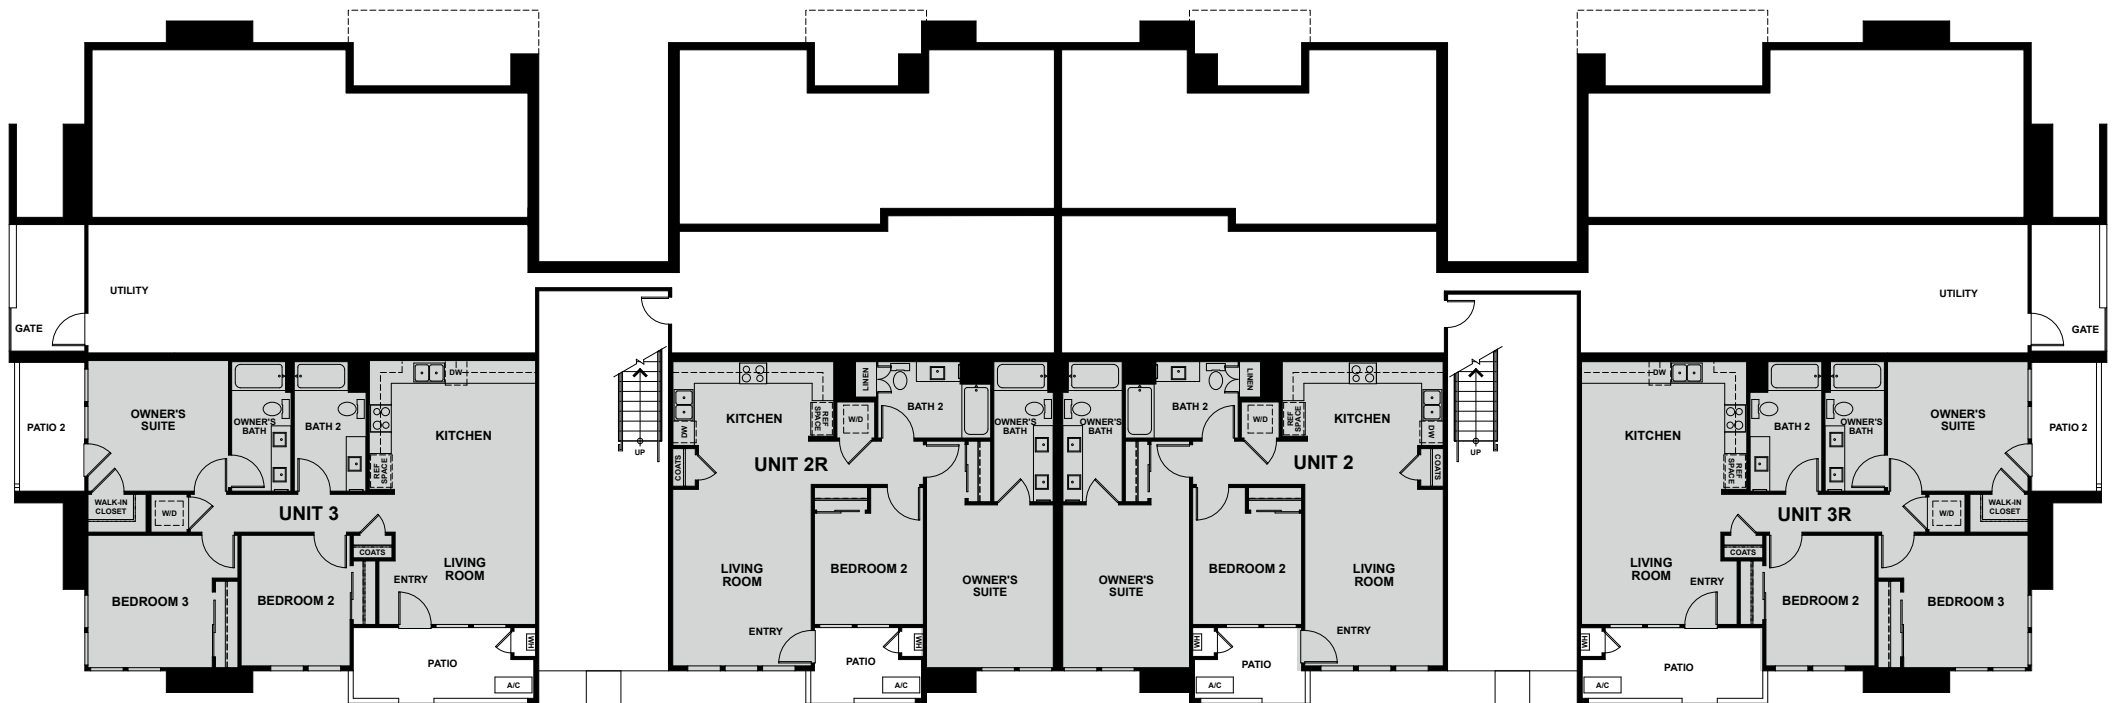 UTILITY
GATE
PATIO 2
OWNER'S
SUITE
OWNER'S
BATH
BATH 2
DW
KITCHEN
REF
SPACE
WALK-IN
CLOSET
W/D
UNIT 3
COATS
LIVING
ROOM
ENTRY
BEDROOM 3
BEDROOM 2
PATIO
WH
A/C
UP
KITCHEN
DW
REF
SPACE
LINEN
W/D
BATH 2
OWNER'S
BATH
COATS
UNIT 2R
LIVING
ROOM
BEDROOM 2
OWNER'S
SUITE
ENTRY
PATIO
WH
A/C
OWNER'S
BATH
BATH 2
LINEN
W/D
REF
SPACE
KITCHEN
DW
COATS
UNIT 2
OWNER'S
SUITE
BEDROOM 2
LIVING
ROOM
ENTRY
PATIO
WH
A/C
UP
UTILITY
GATE
DW
KITCHEN
REF
SPACE
BATH 2
OWNER'S
BATH
OWNER'S
SUITE
PATIO 2
UNIT 3R
W/D
WALK-IN
CLOSET
COATS
LIVING
ROOM
ENTRY
BEDROOM 2
BEDROOM 3
WH
PATIO
A/C